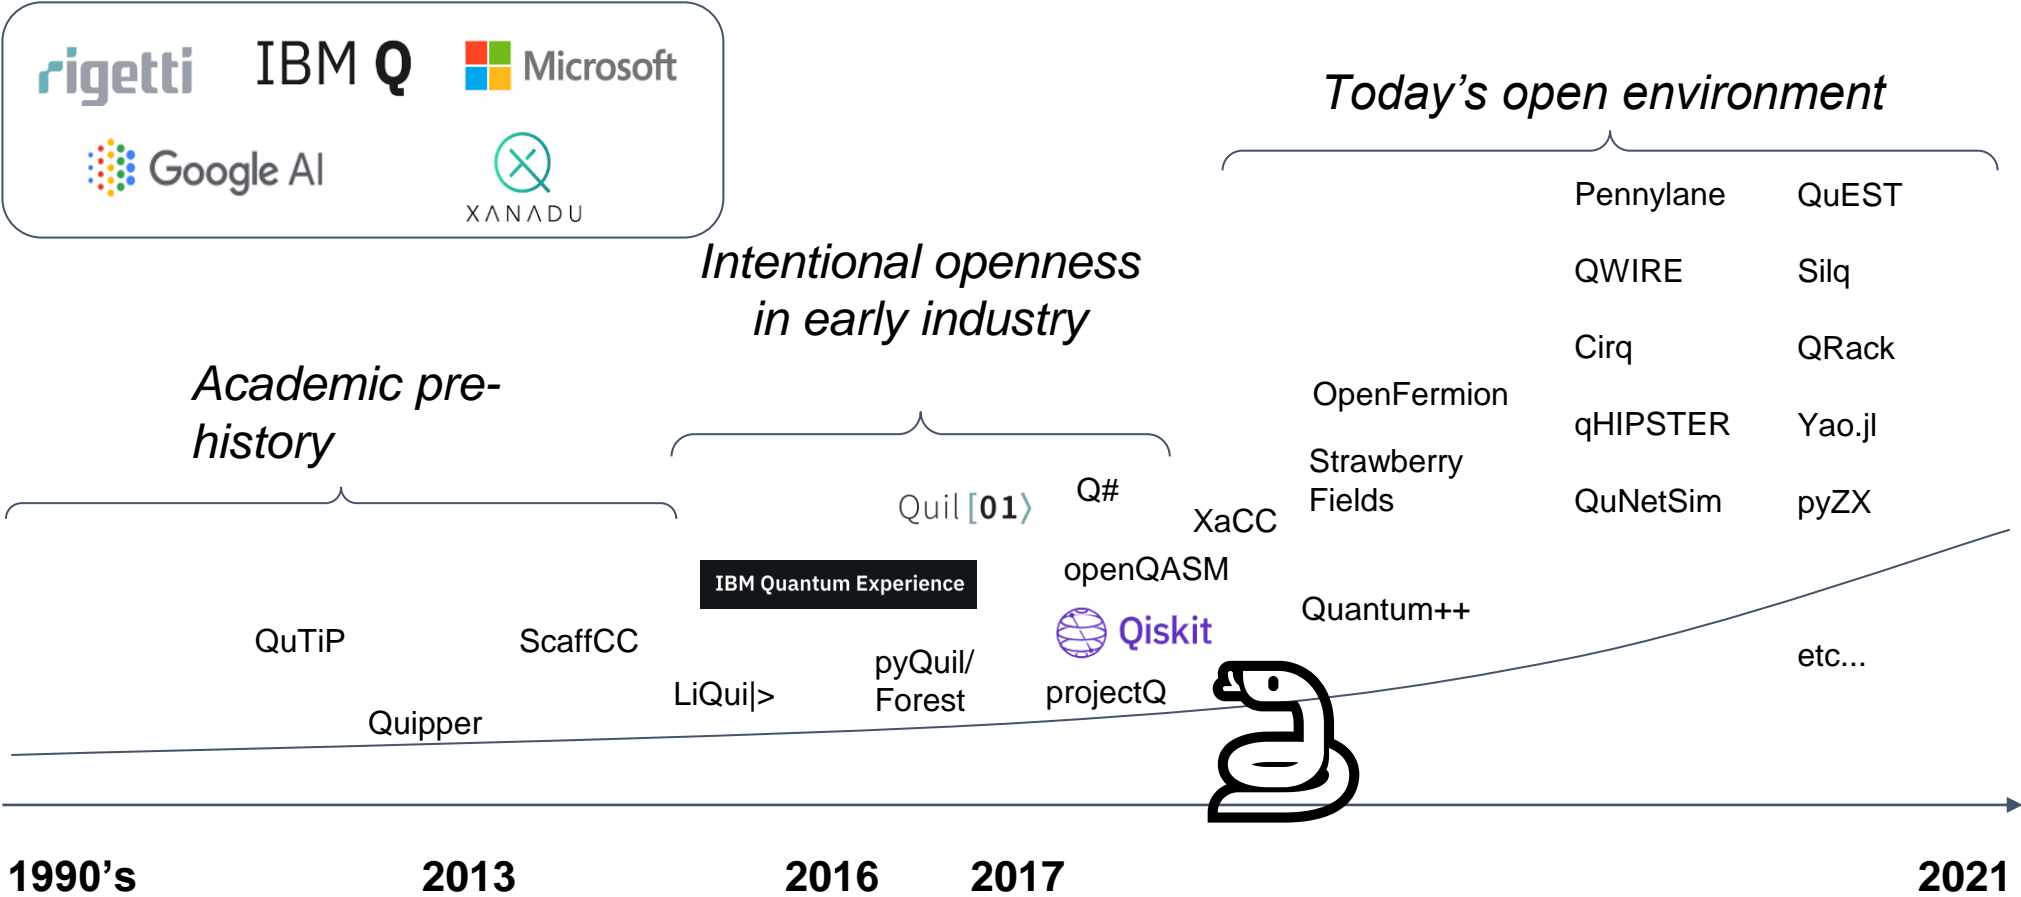 rigetti
IBM Q
Microsoft
Google AI
XANADU
Today’s open environment
Intentional openness
in early industry
Academic pre-
history
QuTiP
Quipper
ScaffCC
LiQui|>
IBM Quantum Experience
Quil [01⟩
pyQuil/
Forest
Q#
openQASM
Qiskit
projectQ
XaCC
OpenFermion
Strawberry
Fields
Quantum++
Pennylane
QWIRE
Cirq
qHIPSTER
QuNetSim
QuEST
Silq
QRack
Yao.jl
pyZX
etc...
1990’s
2013
2016
2017
2021